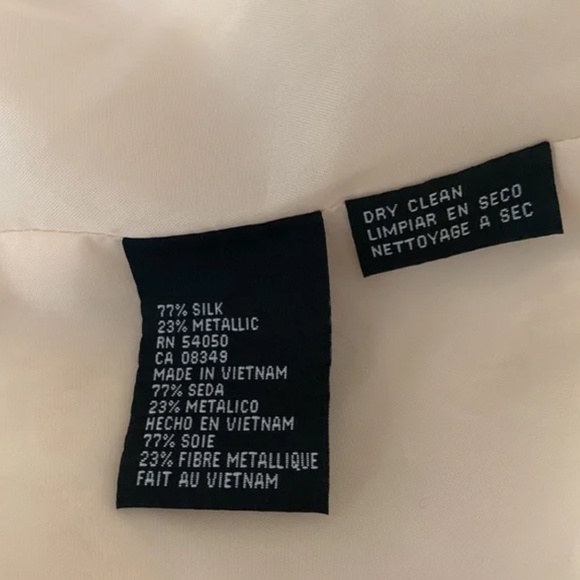 77% SILK
23% METALLIC
RN 54050
CA 08349
MADE IN VIETNAM
77% SEDA
23% METALICO
HECHO EN VIETNAM
77% SOIE
23% FIBRE METALLIQUE
FAIT AU VIETNAM
DRY CLEAN
LIMPIAR EN SECO
NETTOYAGE A SEC